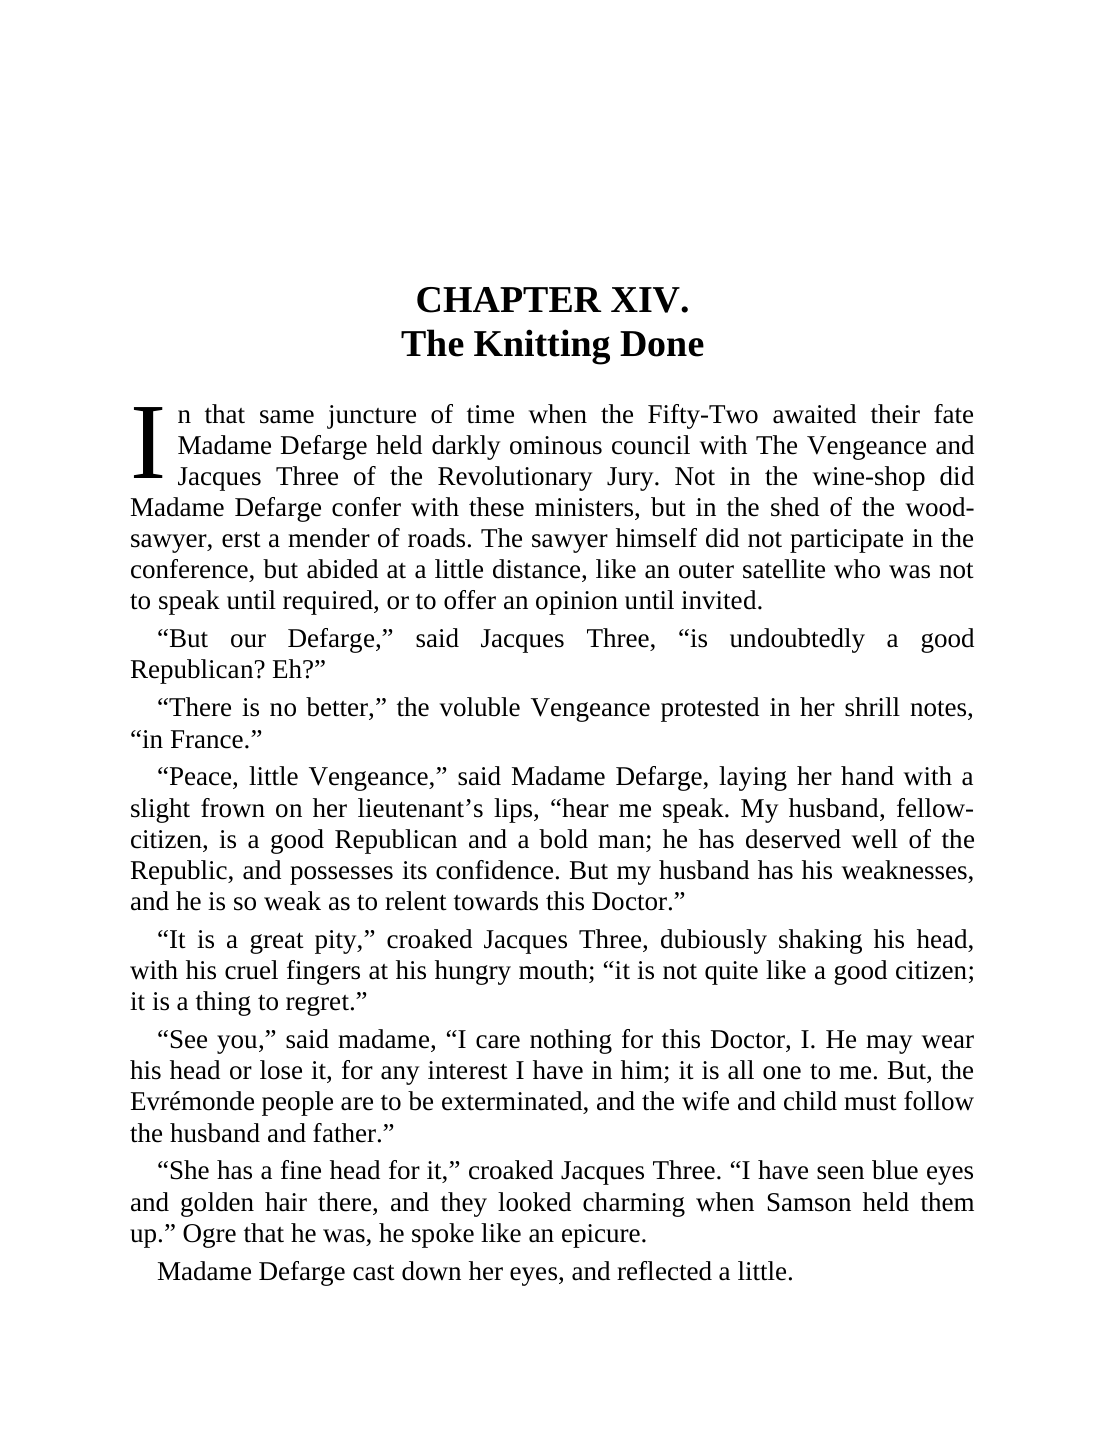 CHAPTER XIV.
The Knitting Done
In that same juncture of time when the Fifty-Two awaited their fate
Madame Defarge held darkly ominous council with The Vengeance and
Jacques Three of the Revolutionary Jury. Not in the wine-shop did
Madame Defarge confer with these ministers, but in the shed of the wood-
sawyer, erst a mender of roads. The sawyer himself did not participate in the
conference, but abided at a little distance, like an outer satellite who was not
to speak until required, or to offer an opinion until invited.
“But our Defarge,” said Jacques Three, “is undoubtedly a good
Republican? Eh?”
“There is no better,” the voluble Vengeance protested in her shrill notes,
“in France.”
“Peace, little Vengeance,” said Madame Defarge, laying her hand with a
slight frown on her lieutenant’s lips, “hear me speak. My husband, fellow-
citizen, is a good Republican and a bold man; he has deserved well of the
Republic, and possesses its confidence. But my husband has his weaknesses,
and he is so weak as to relent towards this Doctor.”
“It is a great pity,” croaked Jacques Three, dubiously shaking his head,
with his cruel fingers at his hungry mouth; “it is not quite like a good citizen;
it is a thing to regret.”
“See you,” said madame, “I care nothing for this Doctor, I. He may wear
his head or lose it, for any interest I have in him; it is all one to me. But, the
Evrémonde people are to be exterminated, and the wife and child must follow
the husband and father.”
“She has a fine head for it,” croaked Jacques Three. “I have seen blue eyes
and golden hair there, and they looked charming when Samson held them
up.” Ogre that he was, he spoke like an epicure.
Madame Defarge cast down her eyes, and reflected a little.